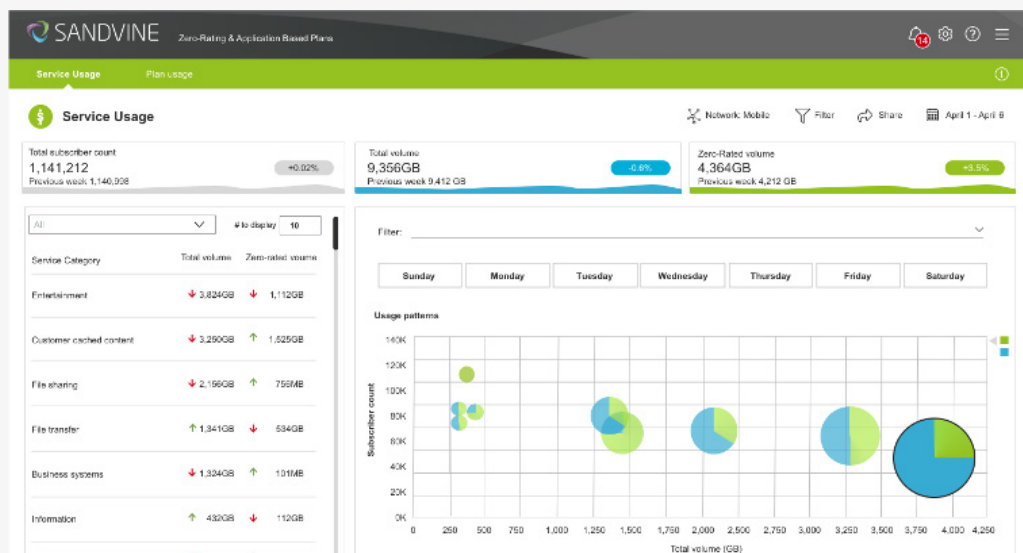 SANDVINE Zero-Rating & Application Based Plans
14
Service Usage Plan usage
Service Usage
Network: Mobile Filter Share April 1 - April 6
Total subscriber count
1,141,212 +0.02%
Previous week 1,140,998
Total volume
9,356GB -0.6%
Previous week 9,412 GB
Zero-Rated volume
4,364GB +3.5%
Previous week 4,212 GB
All # to display 10
Service Category Total volume Zero-rated voume
Entertainment 3,824GB 1,112GB
Customer cached content 3,250GB 1,525GB
File sharing 2,156GB 756MB
File transfer 1,341GB 534GB
Business systems 1,324GB 101MB
Information 432GB 112GB
Filter:
Sunday Monday Tuesday Wednesday Thursday Friday Saturday
Usage patterns
Subscriber count
140K
120K
100K
80K
80K
40K
20K
0K
0 250 500 750 1,000 1,250 1,500 1,750 2,000 2,500 2,750 3,000 3,250 3,500 3,750 4,000 4,250
Total volume (GB)